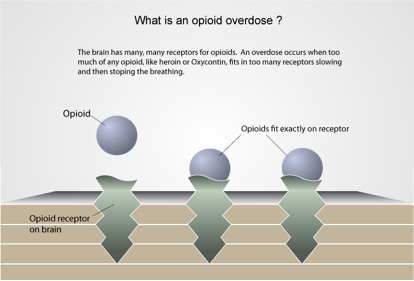 What is an opioid overdose ?
The brain has many, many receptors for opioids. An overdose occurs when too
much of any opioid, like heroin or Oxycontin, fits in too many receptors slowing
and then stoping the breathing.
Opioid
Opioids fit exactly on receptor
Opioid receptor
on brain